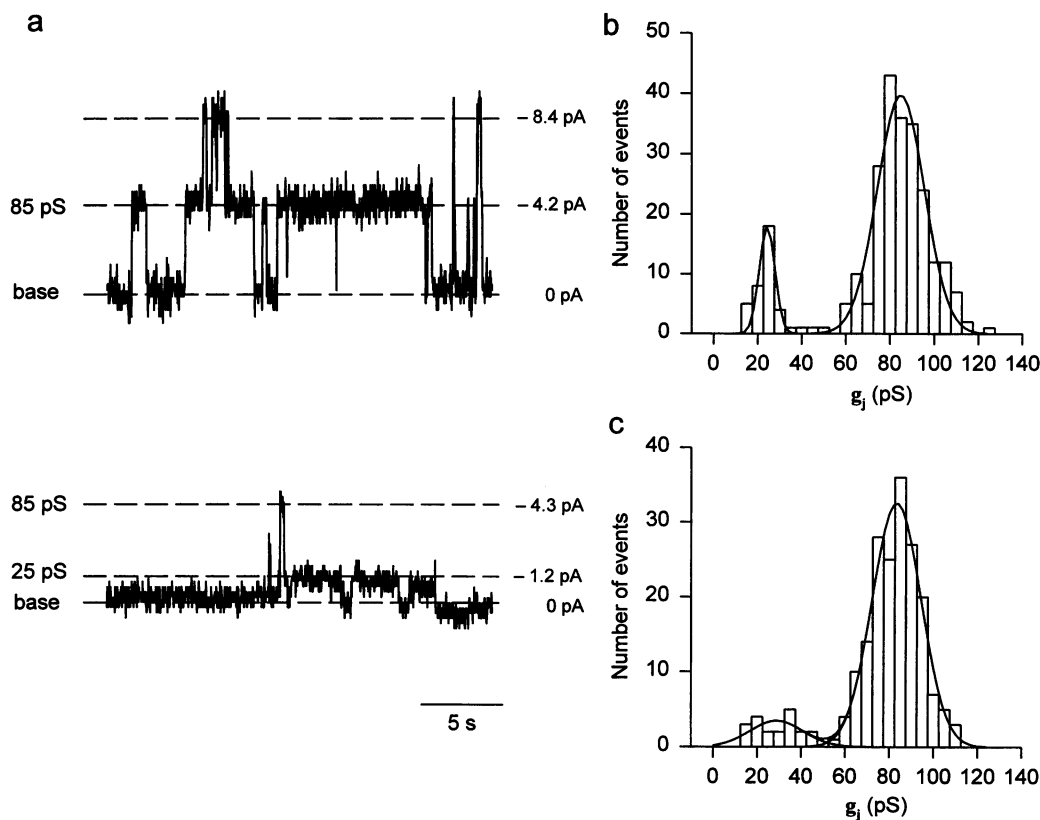 a
– 8.4 pA
85 pS
– 4.2 pA
base
0 pA
85 pS
– 4.3 pA
25 pS
– 1.2 pA
base
0 pA
5 s
b
Number of events
50
40
30
20
10
0
0 20 40 60 80 100 120 140
gj (pS)
c
Number of events
40
30
20
10
0
0 20 40 60 80 100 120 140
gj (pS)